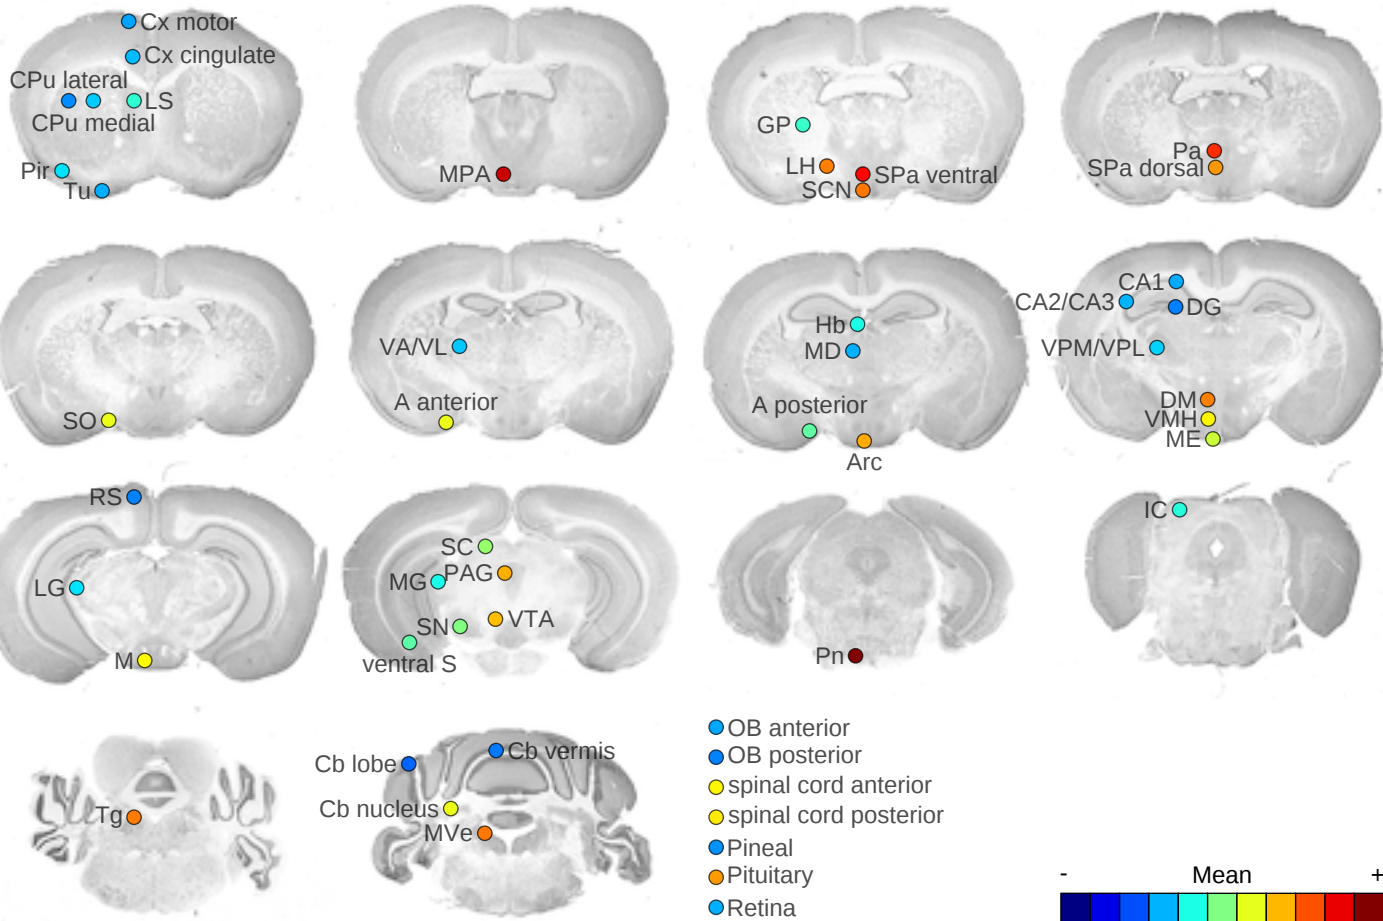 Cx motor
Cx cingulate
CPu lateral
LS
CPu medial
Pir
Tu
MPA
GP
LH
SPa ventral
SCN
Pa
SPa dorsal
SO
VA/VL
A anterior
Hb
MD
A posterior
Arc
CA1
CA2/CA3
DG
VPM/VPL
DM
VMH
ME
RS
LG
M
SC
MG
PAG
SN
VTA
ventral S
Pn
IC
Tg
Cb lobe
Cb vermis
Cb nucleus
MVe
OB anterior
OB posterior
spinal cord anterior
spinal cord posterior
Pineal
Pituitary
Retina
- Mean +